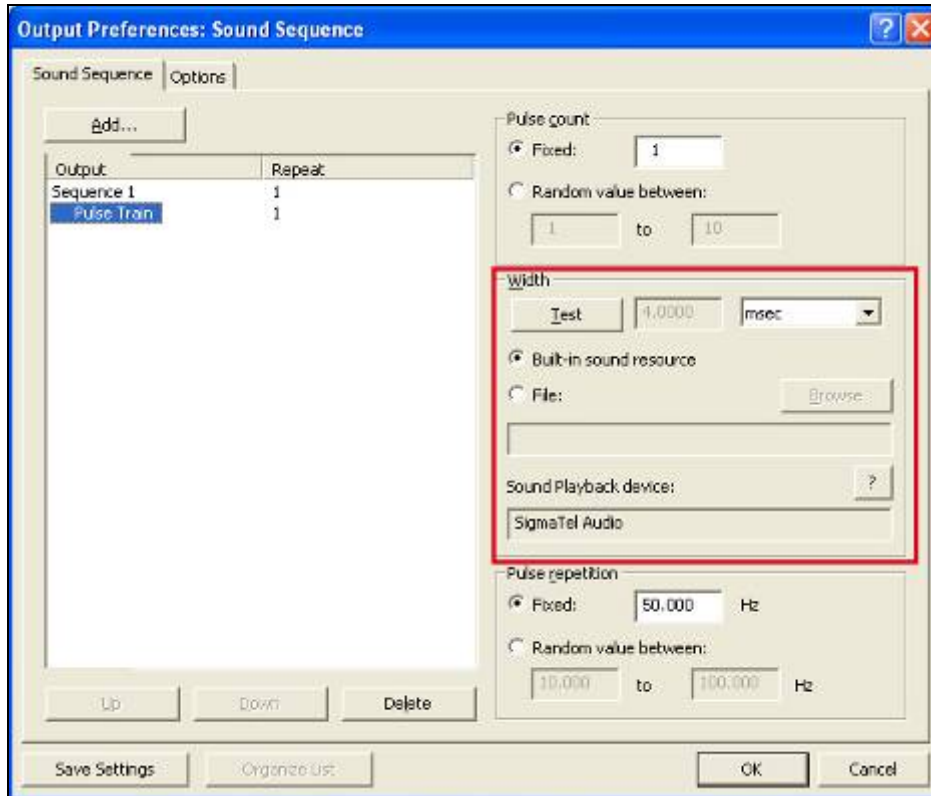 Output Preferences: Sound Sequence
?
Sound Sequence
Options
Add...
Output Repeat
Sequence 1 1
Pulse Train 1
Up
Down
Delete
Pulse count
Fixed: 1
Random value between:
1 to 10
Width
Test 4.0000 msec
Built-in sound resource
File: Browse
Sound Playback device: ?
SigmaTel Audio
Pulse repetition
Fixed: 50.000 Hz
Random value between:
10.000 to 100.000 Hz
Save Settings
Organize List
OK
Cancel